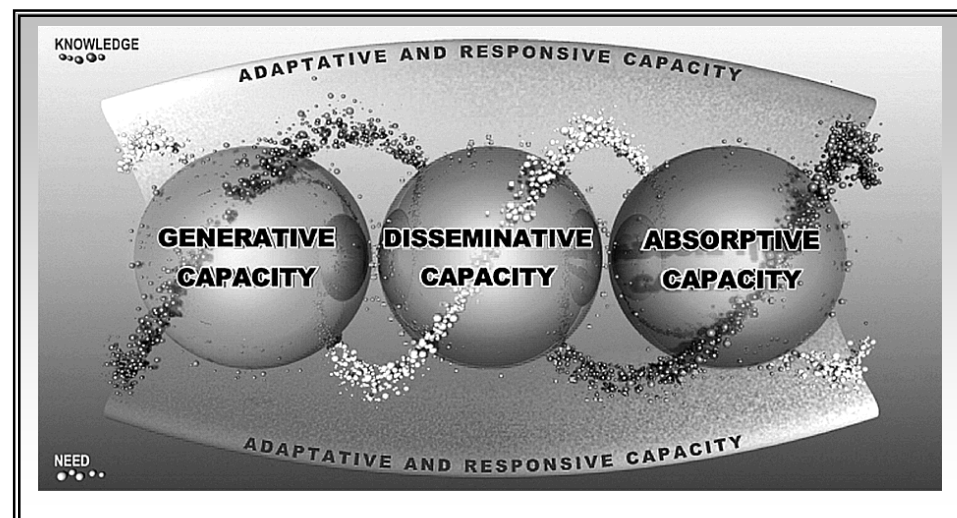 KNOWLEDGE
ADAPTATIVE AND RESPONSIVE CAPACITY
GENERATIVE
CAPACITY
DISSEMINATIVE
CAPACITY
ABSORPTIVE
CAPACITY
ADAPTATIVE AND RESPONSIVE CAPACITY
NEED